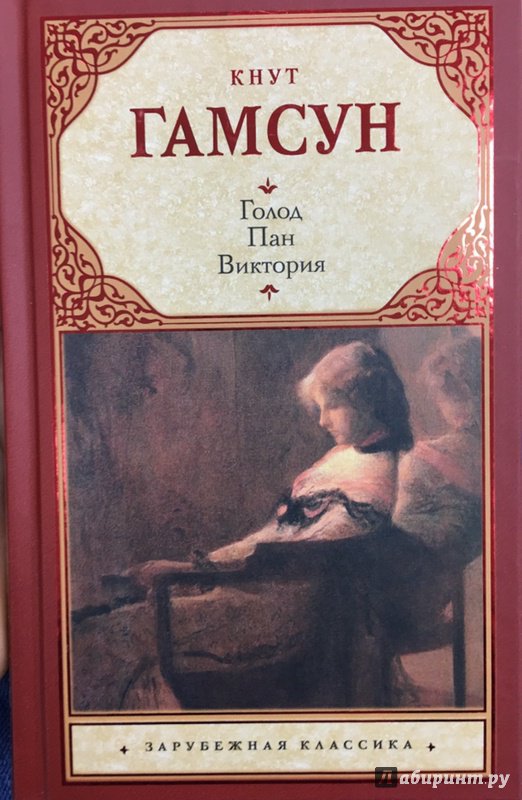 КНУТ
ГАМСУН
Голод
Пан
Виктория
ЗАРУБЕЖНАЯ КЛАССИКА
Лабиринт.ру